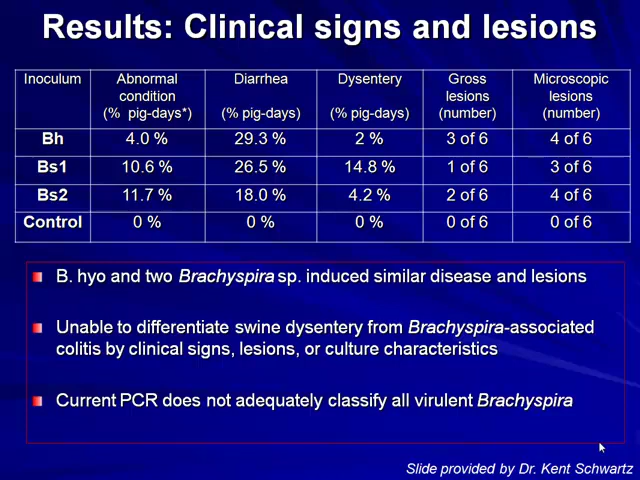 Results: Clinical signs and lesions
Inoculum Abnormal condition (% pig-days*) Diarrhea (% pig-days) Dysentery (% pig-days) Gross lesions (number) Microscopic lesions (number)
Bh 4.0 % 29.3 % 2 % 3 of 6 4 of 6
Bs1 10.6 % 26.5 % 14.8 % 1 of 6 3 of 6
Bs2 11.7 % 18.0 % 4.2 % 2 of 6 4 of 6
Control 0 % 0 % 0 % 0 of 6 0 of 6
B. hyo and two Brachyspira sp. induced similar disease and lesions
Unable to differentiate swine dysentery from Brachyspira-associated
colitis by clinical signs, lesions, or culture characteristics
Current PCR does not adequately classify all virulent Brachyspira
Slide provided by Dr. Kent Schwartz